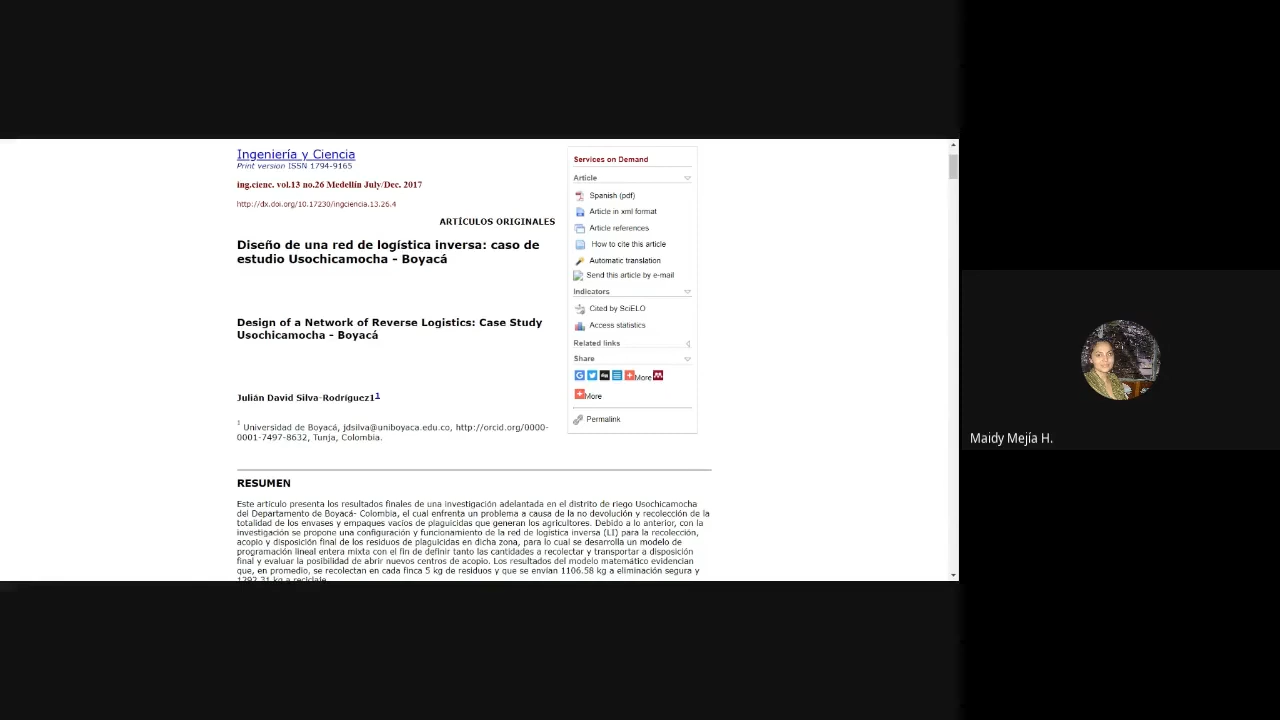 Ingeniería y Ciencia
Print version ISSN 1794-9165
ing.cienc. vol.13 no.26 Medellín July/Dec. 2017
http://dx.doi.org/10.17230/ingciencia.13.26.4
ARTÍCULOS ORIGINALES
Diseño de una red de logística inversa: caso de
estudio Usochicamocha - Boyacá
Design of a Network of Reverse Logistics: Case Study
Usochicamocha - Boyacá
Julián David Silva-Rodríguez1 1
1 Universidad de Boyacá, jdsilva@uniboyaca.edu.co, http://orcid.org/0000-
0001-7497-8632, Tunja, Colombia.
Services on Demand
Article
Spanish (pdf)
Article in xml format
Article references
How to cite this article
Automatic translation
Send this article by e-mail
Indicators
Cited by SciELO
Access statistics
Related links
Share
More
More
Permalink
RESUMEN
Este artículo presenta los resultados finales de una investigación adelantada en el distrito de riego Usochicamocha
del Departamento de Boyacá- Colombia, el cual enfrenta un problema a causa de la no devolución y recolección de la
totalidad de los envases y empaques vacíos de plaguicidas que generan los agricultores. Debido a lo anterior, con la
investigación se propone una configuración y funcionamiento de la red de logística inversa (LI) para la recolección,
acopio y disposición final de los residuos de plaguicidas en dicha zona, para lo cual se desarrolla un modelo de
programación lineal entera mixta con el fin de definir tanto las cantidades a recolectar y transportar a disposición
final y evaluar la posibilidad de abrir nuevos centros de acopio. Los resultados del modelo matemático evidencian
que, en promedio, se recolectan en cada finca 5 kg de residuos y que se envían 1106.58 kg a eliminación segura y
1292.31 kg a reciclaje.
Maidy Mejía H.